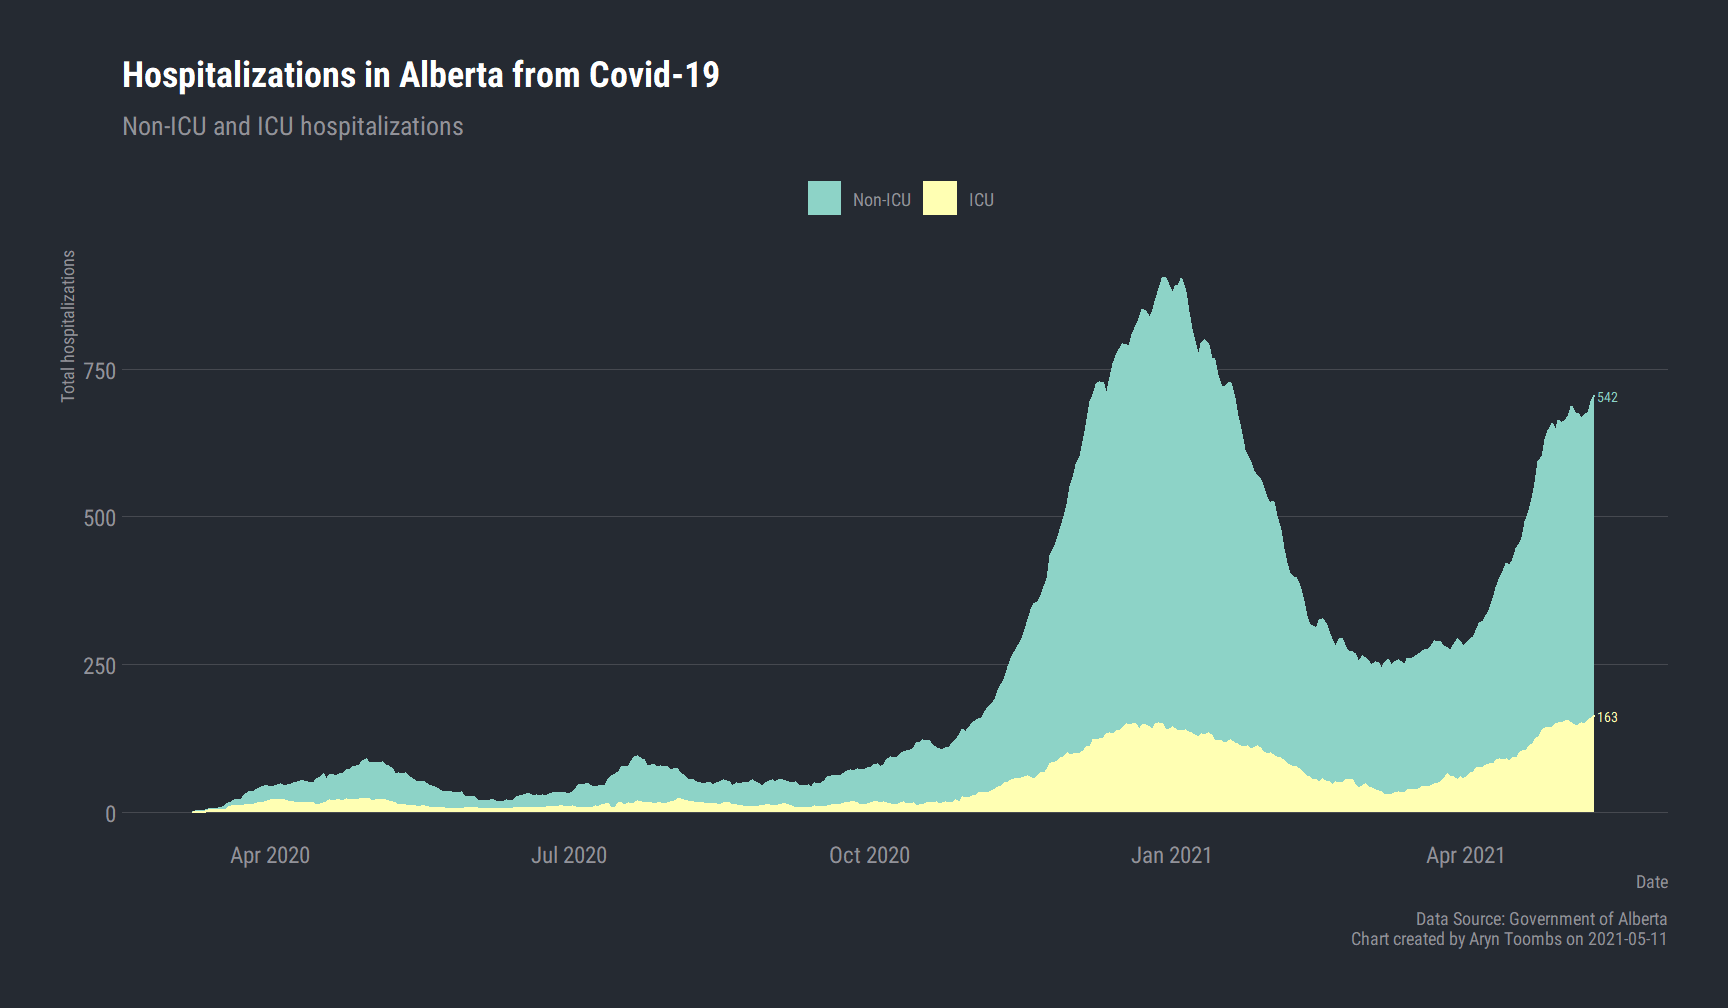 Hospitalizations in Alberta from Covid-19
Non-ICU and ICU hospitalizations
Non-ICU ICU
Total hospitalizations
750
542
500
250
163
0
Apr 2020 Jul 2020 Oct 2020 Jan 2021 Apr 2021
Date
Data Source: Government of Alberta
Chart created by Aryn Toombs on 2021-05-11